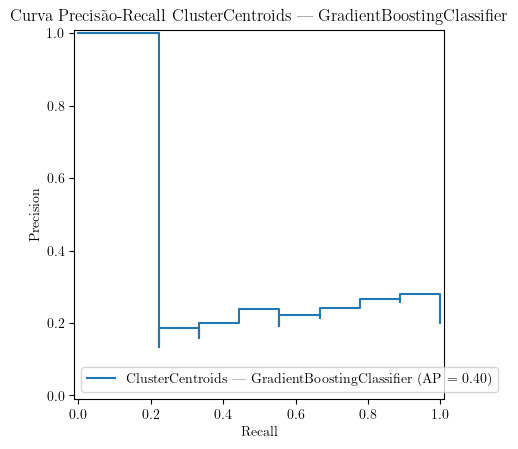 Curva Precisão-Recall ClusterCentroids — GradientBoostingClassifier
1.0
0.8
0.6
0.4
0.2
0.0
Precision
ClusterCentroids — GradientBoostingClassifier (AP = 0.40)
0.0 0.2 0.4 0.6 0.8 1.0
Recall